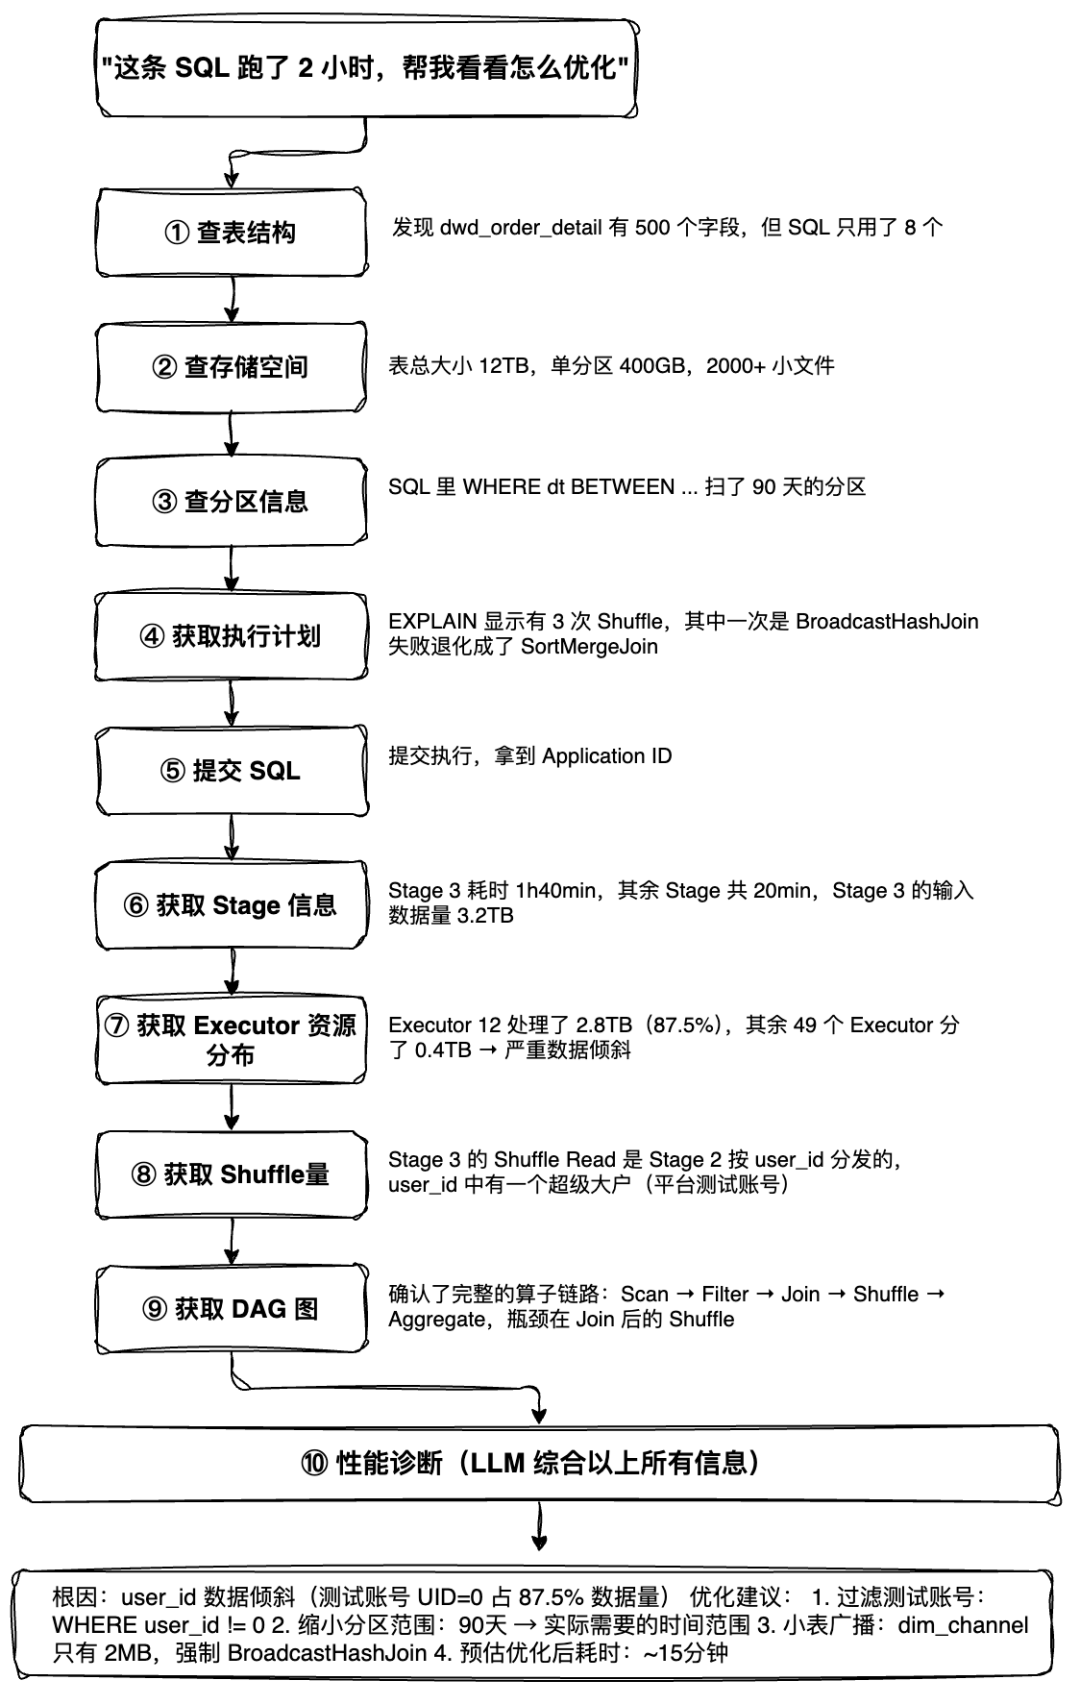 "这条 SQL 跑了 2 小时，帮我看看怎么优化"
① 查表结构
发现 dwd_order_detail 有 500 个字段，但 SQL 只用了 8 个
② 查存储空间
表总大小 12TB，单分区 400GB，2000+ 小文件
③ 查分区信息
SQL 里 WHERE dt BETWEEN ... 扫了 90 天的分区
④ 获取执行计划
EXPLAIN 显示有 3 次 Shuffle，其中一次是 BroadcastHashJoin
失败退化成了 SortMergeJoin
⑤ 提交 SQL
提交执行，拿到 Application ID
⑥ 获取 Stage 信息
Stage 3 耗时 1h40min，其余 Stage 共 20min，Stage 3 的输入
数据量 3.2TB
⑦ 获取 Executor 资源
分布
Executor 12 处理了 2.8TB（87.5%），其余 49 个 Executor 分
了 0.4TB → 严重数据倾斜
⑧ 获取 Shuffle量
Stage 3 的 Shuffle Read 是 Stage 2 按 user_id 分发的，
user_id 中有一个超级大户（平台测试账号）
⑨ 获取 DAG 图
确认了完整的算子链路：Scan → Filter → Join → Shuffle →
Aggregate，瓶颈在 Join 后的 Shuffle
⑩ 性能诊断（LLM 综合以上所有信息）
根因：user_id 数据倾斜（测试账号 UID=0 占 87.5% 数据量） 优化建议： 1. 过滤测试账号：
WHERE user_id != 0 2. 缩小分区范围：90天 → 实际需要的时间范围 3. 小表广播：dim_channel
只有 2MB，强制 BroadcastHashJoin 4. 预估优化后耗时：~15分钟